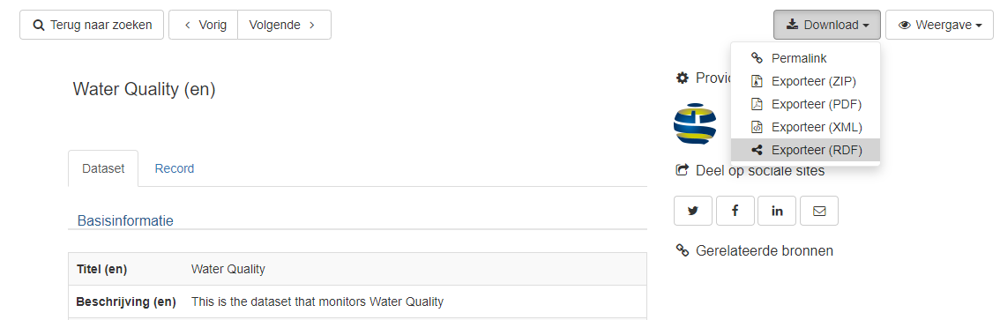 Terug naar zoeken
Vorig
Volgende
Download
Weergave
Permalink
Exporteer (ZIP)
Exporteer (PDF)
Exporteer (XML)
Exporteer (RDF)
Water Quality (en)
Dataset
Record
Basisinformatie
Titel (en) Water Quality
Beschrijving (en) This is the dataset that monitors Water Quality
Provi
Deel op sociale sites
Gerelateerde bronnen